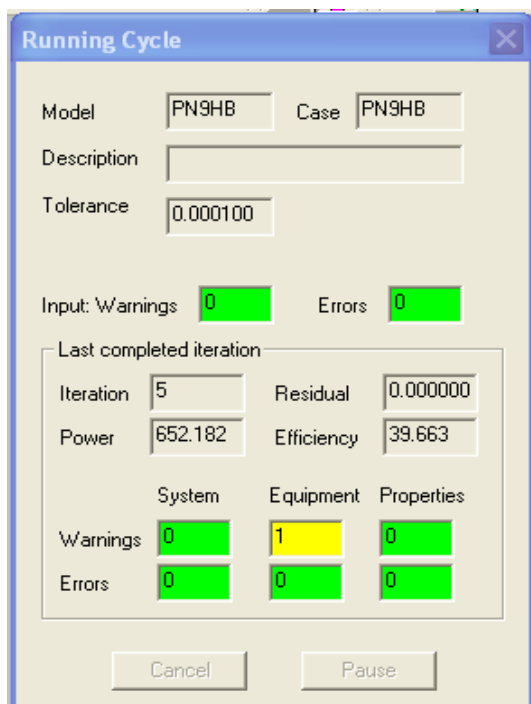 Running Cycle
Model PN9HB Case PN9HB
Description
Tolerance 0.000100
Input: Warnings 0 Errors 0
Last completed iteration
Iteration 5 Residual 0.000000
Power 652.182 Efficiency 39.663
System Equipment Properties
Warnings 0 1 0
Errors 0 0 0
Cancel Pause